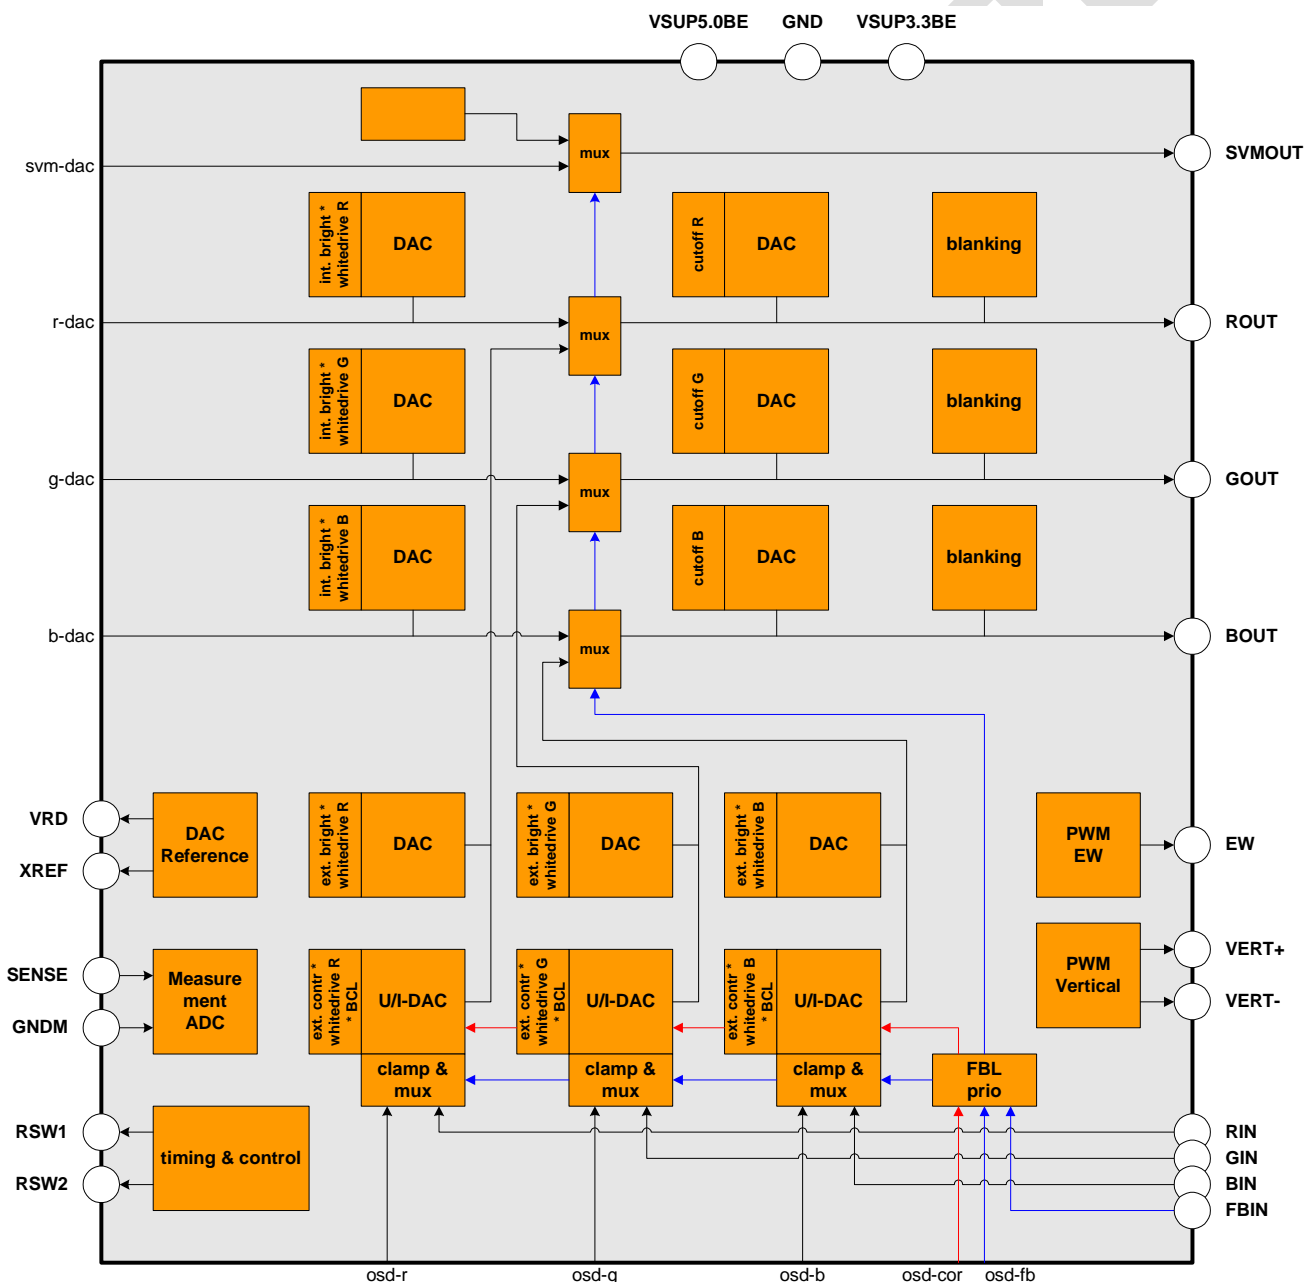 VSUP5.0BE GND VSUP3.3BE
svm-dac
mux
SVMOUT
int. bright *
whitedrive R
DAC
cutoff R
DAC
blanking
r-dac
mux
ROUT
int. bright *
whitedrive G
DAC
cutoff G
DAC
blanking
g-dac
mux
GOUT
int. bright *
whitedrive B
DAC
cutoff B
DAC
blanking
b-dac
mux
BOUT
VRD
XREF
DAC
Reference
ext. bright *
whitedrive R
DAC
ext. bright *
whitedrive G
DAC
ext. bright *
whitedrive B
DAC
PWM
EW
EW
SENSE
GNDM
Measure
ment
ADC
ext. contr *
whitedrive R
* BCL
U/I-DAC
ext. contr *
whitedrive G
* BCL
U/I-DAC
ext. contr *
whitedrive B
* BCL
U/I-DAC
PWM
Vertical
VERT+
VERT-
clamp &
mux
clamp &
mux
clamp &
mux
FBL
prio
RSW1
RSW2
timing & control
RIN
GIN
BIN
FBIN
osd-r osd-g osd-b osd-cor osd-fb